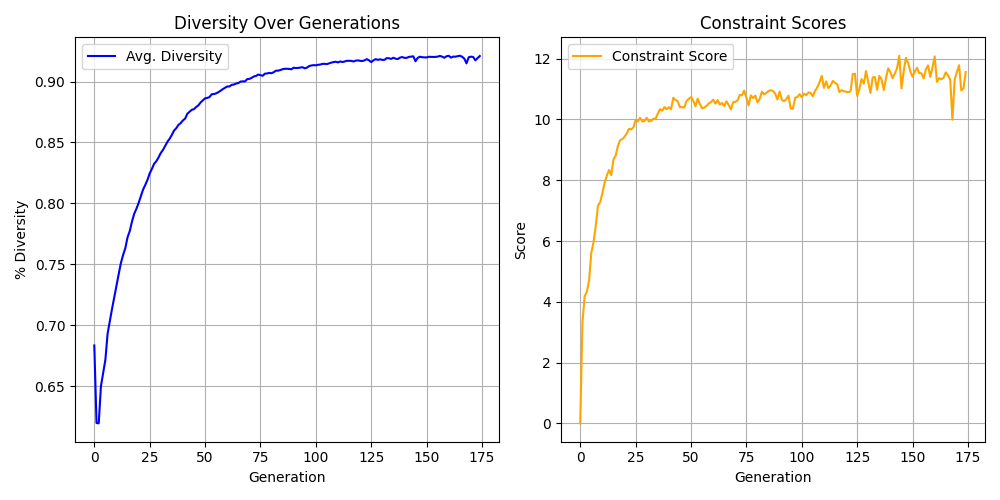 Diversity Over Generations
Avg. Diversity
% Diversity
0.90
0.85
0.80
0.75
0.70
0.65
0 25 50 75 100 125 150 175
Generation
Constraint Scores
Constraint Score
Score
12
10
8
6
4
2
0
0 25 50 75 100 125 150 175
Generation